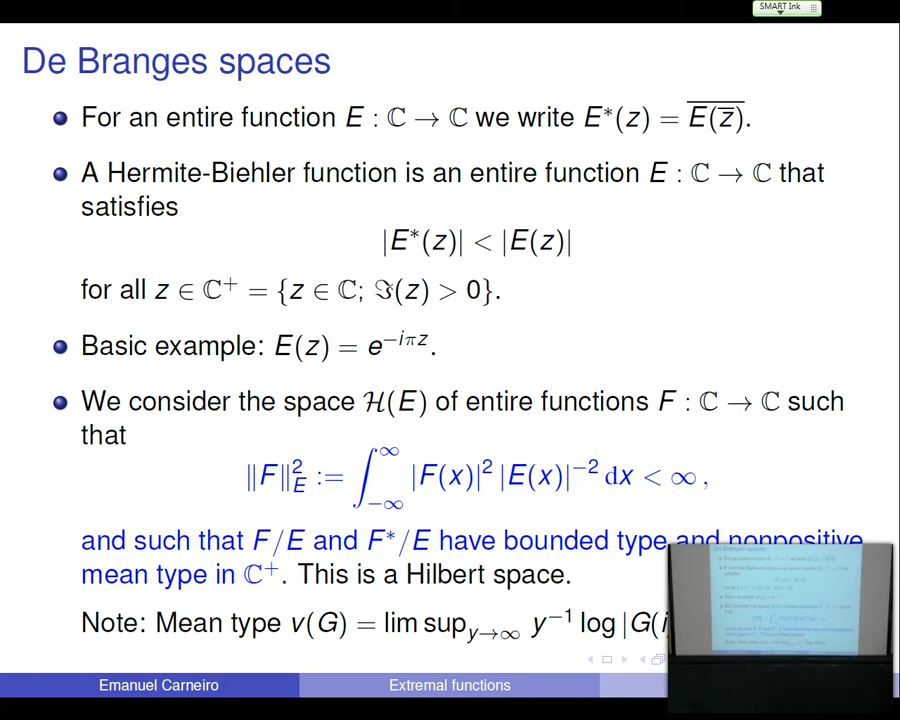 SMART Ink
De Branges spaces
For an entire function E : ℂ → ℂ we write E*(z) = \overline{E(\overline{z})}.
A Hermite-Biehler function is an entire function E : ℂ → ℂ that
satisfies
|E*(z)| < |E(z)|
for all z ∈ ℂ⁺ = {z ∈ ℂ; ℑ(z) > 0}.
Basic example: E(z) = e^{-iπz}.
We consider the space ℋ(E) of entire functions F : ℂ → ℂ such
that
‖F‖²_E := ∫_{-∞}^{∞} |F(x)|² |E(x)|⁻² dx < ∞ ,
and such that F/E and F*/E have bounded type and nonpositive
mean type in ℂ⁺. This is a Hilbert space.
Note: Mean type v(G) = lim sup_{y→∞} y⁻¹ log |G(i
Emanuel Carneiro
Extremal functions